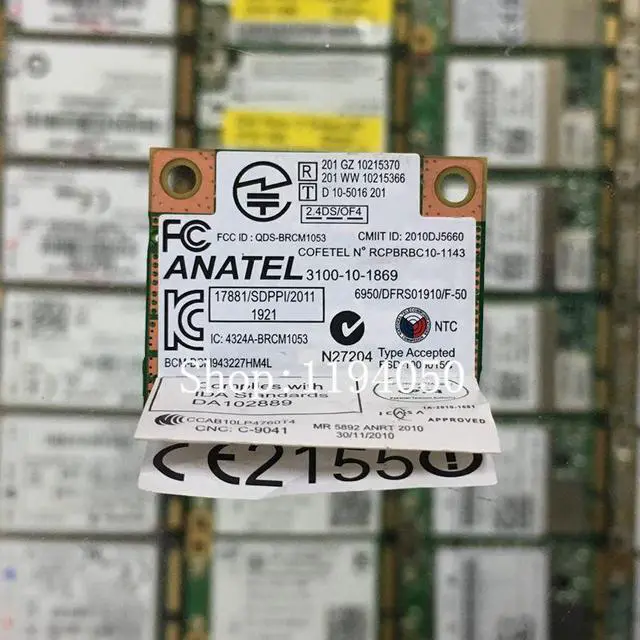 R 201 GZ 10215370
201 WW 10215366
T D 10-5016 201
2.4DS/OF4
FC FCC ID : QDS-BRCM1053 CMIIT ID: 2010DJ5660
COFETEL N° RCPBRBC10-1143
ANATEL 3100-10-1869
17881/SDPPI/2011
1921
6950/DFRS01910/F-50
IC: 4324A-BRCM1053
N27204
NTC
Type Accepted
Shop: 1194050
IDA Standards
DA102889
CCAB10LP4760T4
CNC: C-9041
MR 5892 ANRT 2010
30/11/2010
ICASA
APPROVED
CE2155